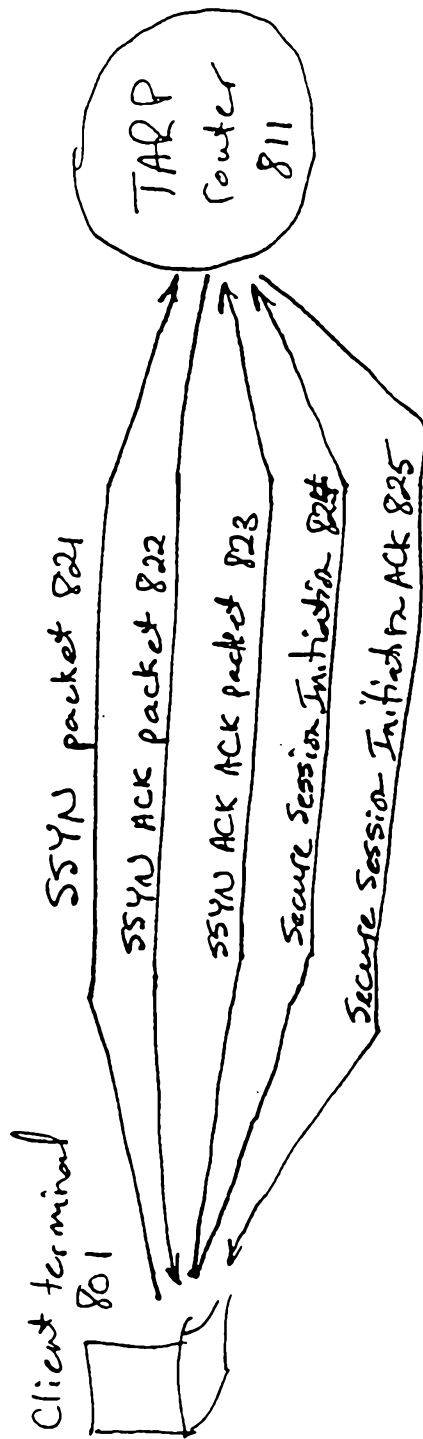 Client terminal
801
SSYN packet 821
SSYN ACK packet 822
SSYN ACK ACK packet 823
Secure Session Initiation 824
Secure Session Initiation ACK 825
TARP
router
811